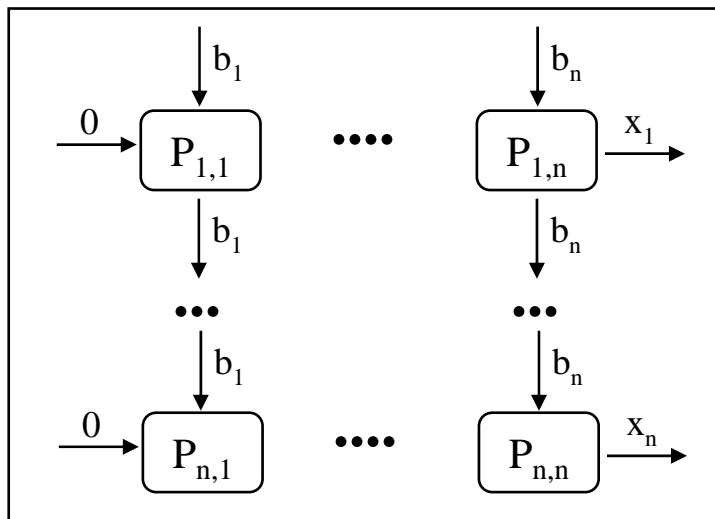 b₁ bₙ
0 P₁,₁ •••• P₁,ₙ x₁
b₁ bₙ
••• •••
b₁ bₙ
0 Pₙ,₁ •••• Pₙ,ₙ xₙ